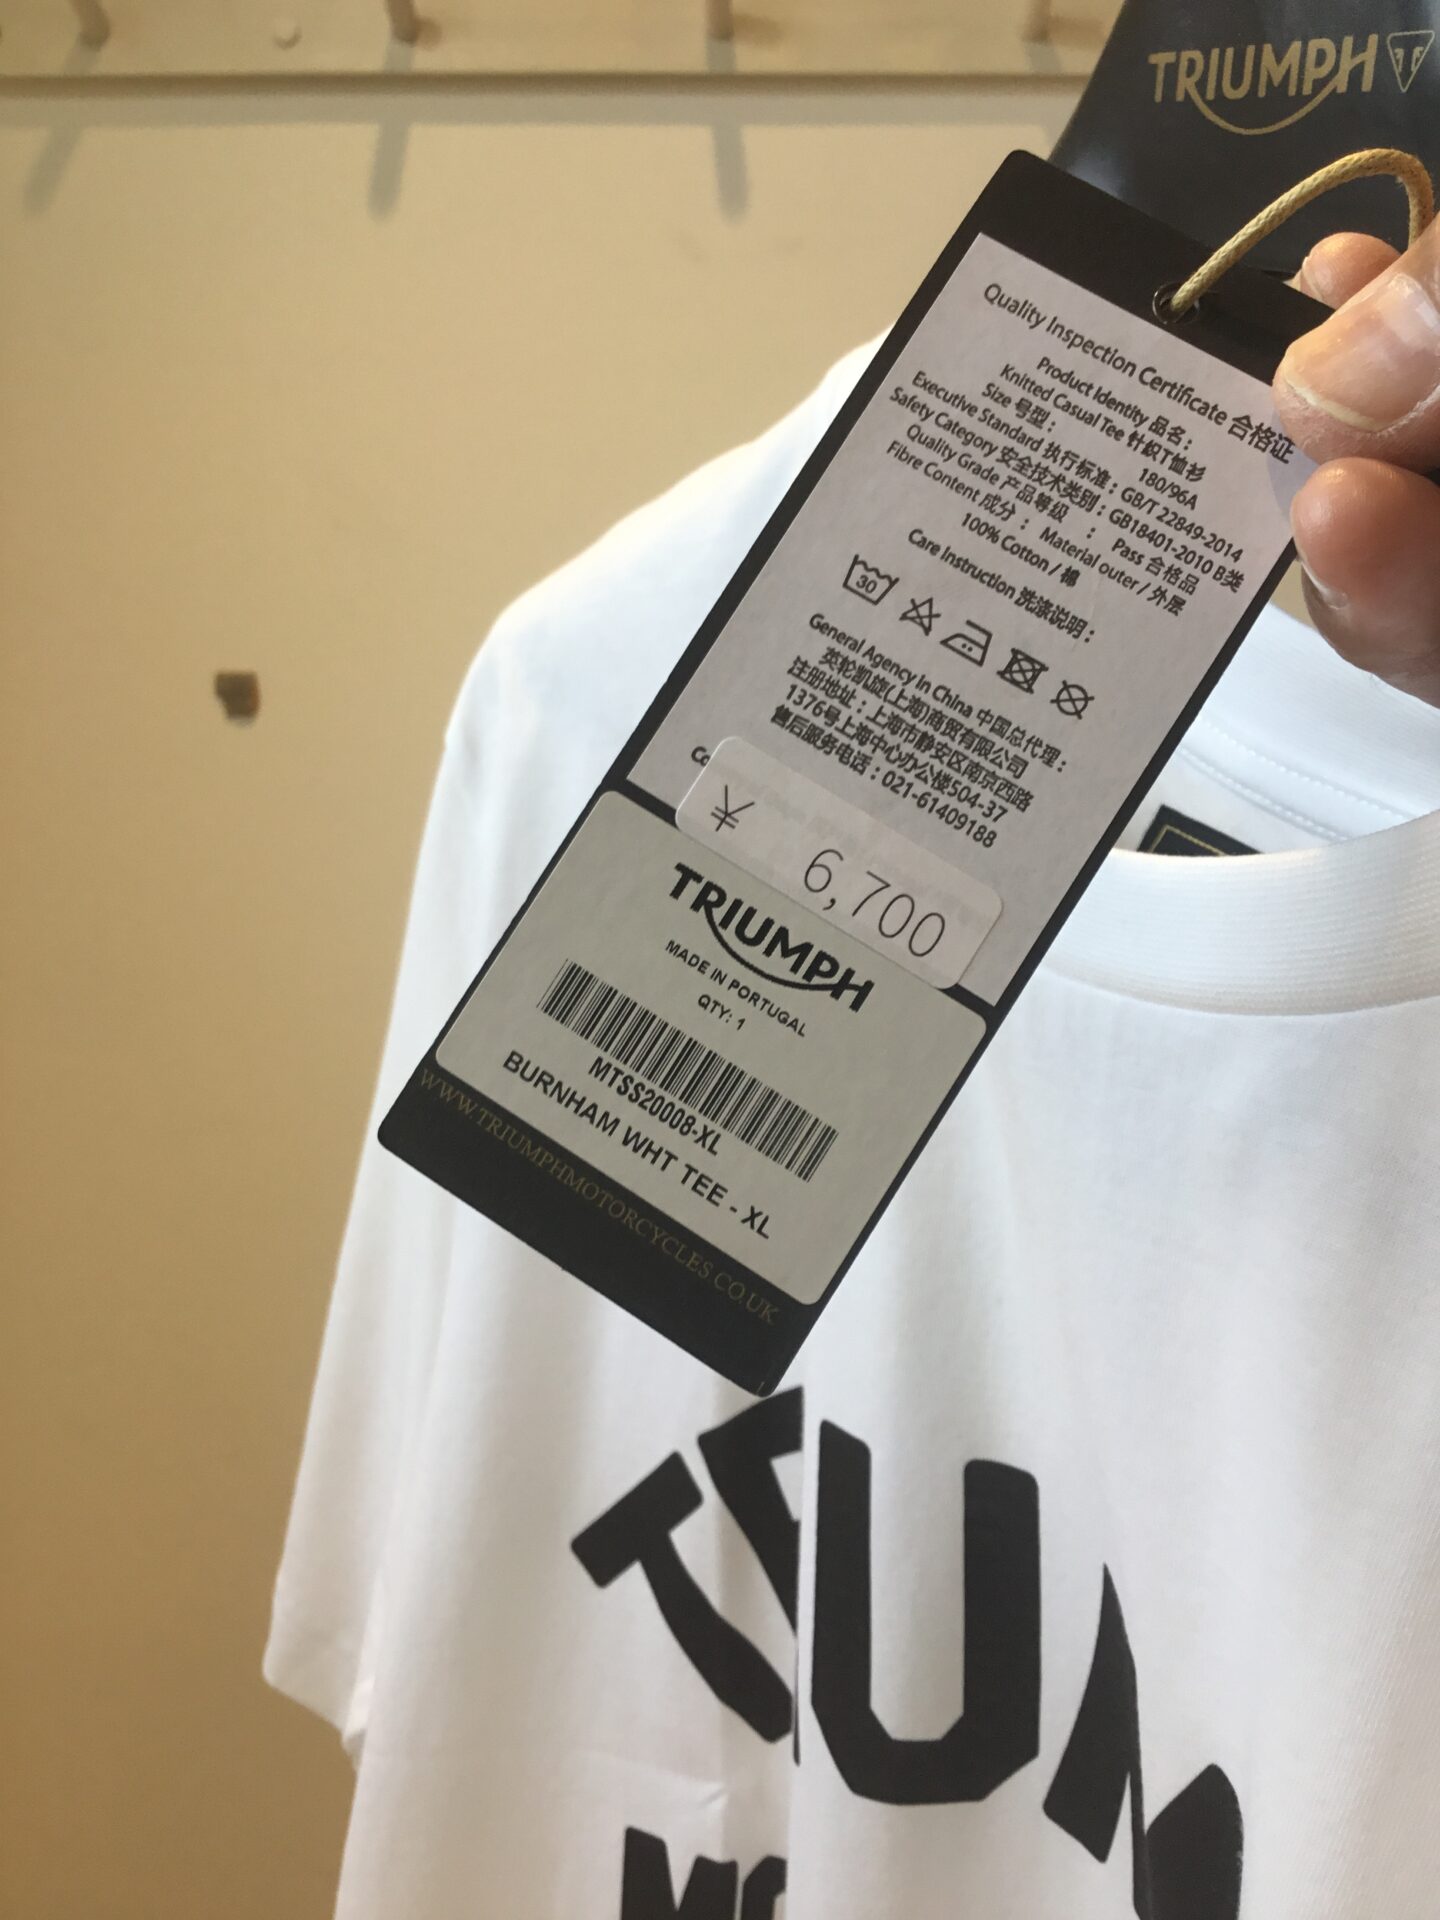 TRIUMPH
Quality Inspection Certificate 合格证
Product Identity 品名：
Knitted Casual Tee 针织T恤衫
Size 号型： 180/96A
Executive Standard 执行标准：GB/T 22849-2014
Safety Category 安全技术类别：GB18401-2010 B类
Quality Grade 产品等级 ： Pass 合格品
Fibre Content 成分： Material outer / 外层
100% Cotton / 棉
Care Instruction 洗涤说明：
30
General Agency in China 中国总代理：
英轮凯旋(上海)商贸有限公司
注册地址：上海市静安区南京西路
1376号上海中心办公楼504-37
售后服务电话：021-61409188
¥ 6,700
TRIUMPH
MADE IN PORTUGAL
QTY: 1
MTSS20008-XL
BURNHAM WHT TEE - XL
WWW.TRIUMPHMOTORCYCLES.CO.UK